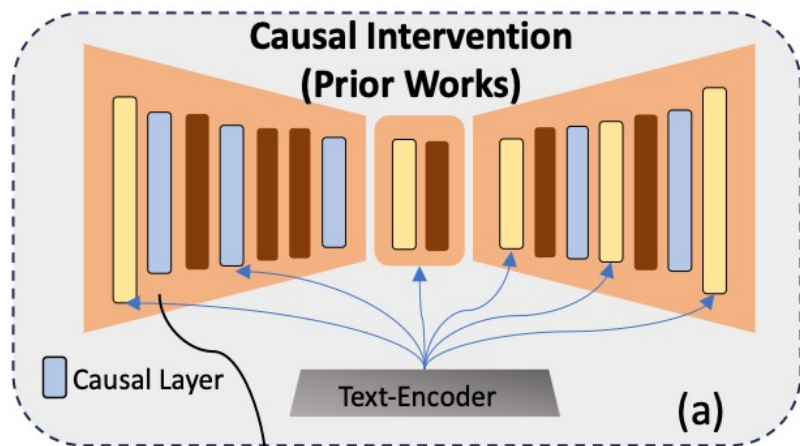 Causal Intervention
(Prior Works)
Causal Layer
Text-Encoder
(a)